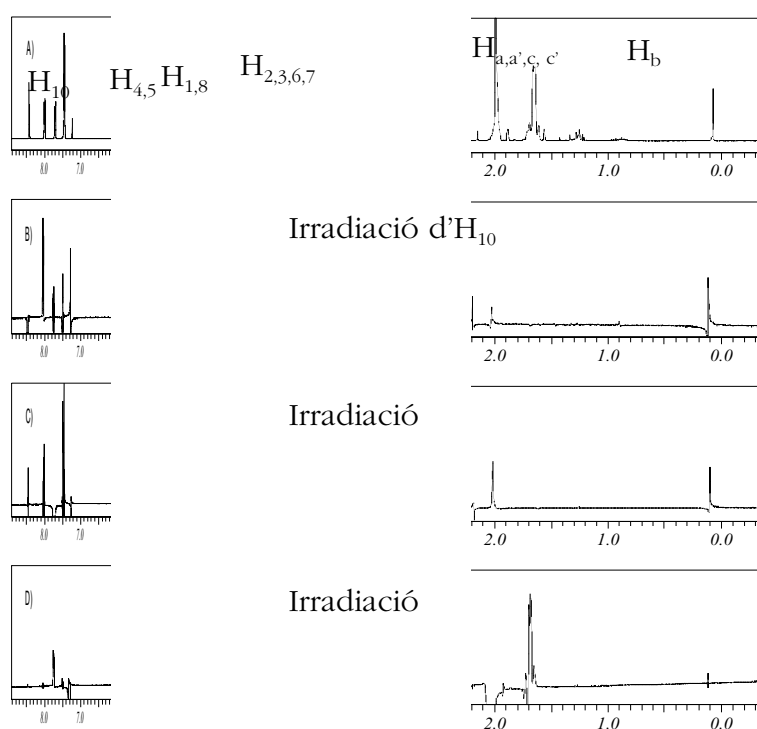 A)
H10 H4,5 H1,8 H2,3,6,7 Ha,a',c, c' Hb
8.0 7.0 2.0 1.0 0.0
B) Irradiació d'H10
8.0 7.0 2.0 1.0 0.0
C) Irradiació
8.0 7.0 2.0 1.0 0.0
D) Irradiació
8.0 7.0 2.0 1.0 0.0